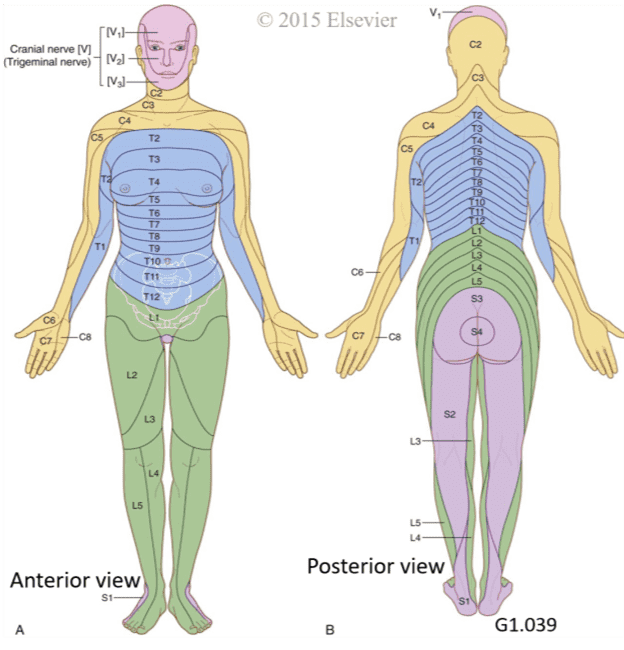 © 2015 Elsevier
Cranial nerve [V]
(Trigeminal nerve)
[V₁]
[V₂]
[V₃]
C2
C3
C4
C5
T2
T3
T2
T4
T5
T6
T7
T8
T9
T10
T11
T12
T1
L1
C6
C7
C8
L2
L3
L4
L5
S1
Anterior view
A
V₁
C2
C3
C4
C5
T2
T3
T4
T5
T6
T7
T8
T9
T10
T11
T12
L1
T2
T1
L2
L3
L4
L5
C6
C7
C8
S3
S4
S2
L3
L5
L4
S1
Posterior view
B
G1.039